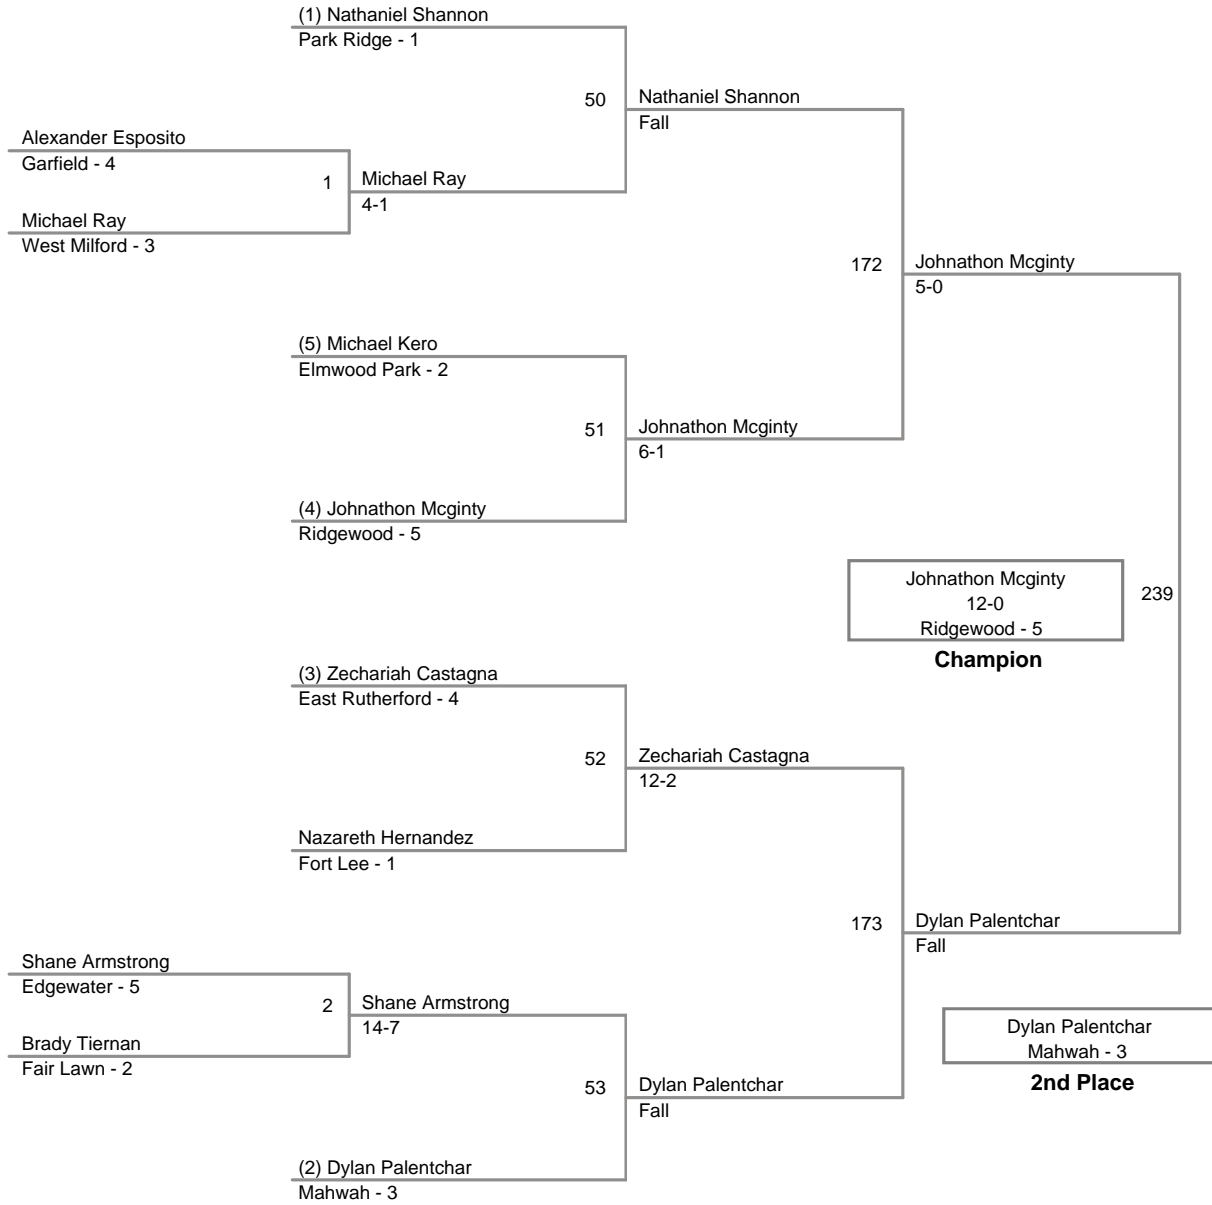 (1) Nathaniel Shannon
Park Ridge - 1
50
Nathaniel Shannon
Fall
Alexander Esposito
Garfield - 4
1
Michael Ray
4-1
Michael Ray
West Milford - 3
172
Johnathon Mcginty
5-0
(5) Michael Kero
Elmwood Park - 2
51
Johnathon Mcginty
6-1
(4) Johnathon Mcginty
Ridgewood - 5
Johnathon Mcginty
12-0
Ridgewood - 5
Champion
239
(3) Zechariah Castagna
East Rutherford - 4
52
Zechariah Castagna
12-2
Nazareth Hernandez
Fort Lee - 1
173
Dylan Palentchar
Fall
Shane Armstrong
Edgewater - 5
2
Shane Armstrong
14-7
Brady Tiernan
Fair Lawn - 2
Dylan Palentchar
Mahwah - 3
2nd Place
53
Dylan Palentchar
Fall
(2) Dylan Palentchar
Mahwah - 3